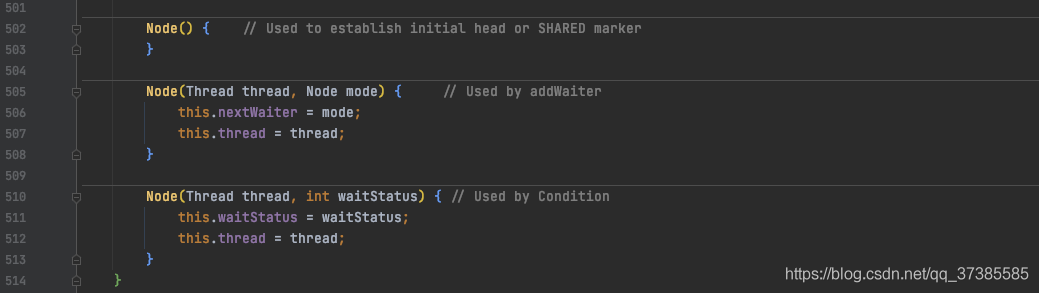 501
502 Node() {    // Used to establish initial head or SHARED marker
503 }
504
505 Node(Thread thread, Node mode) {     // Used by addWaiter
506     this.nextWaiter = mode;
507     this.thread = thread;
508 }
509
510 Node(Thread thread, int waitStatus) { // Used by Condition
511     this.waitStatus = waitStatus;
512     this.thread = thread;
513 }
514 }
https://blog.csdn.net/qq_37385585